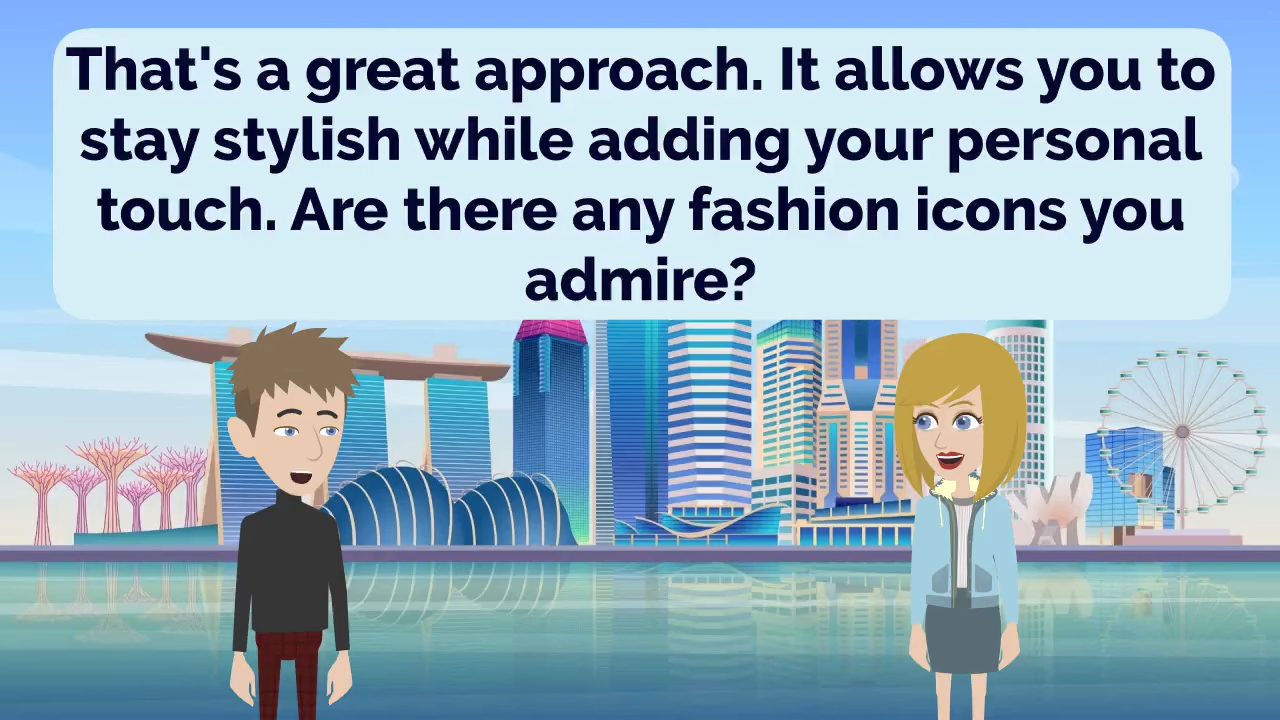 That's a great approach. It allows you to
stay stylish while adding your personal
touch. Are there any fashion icons you
admire?